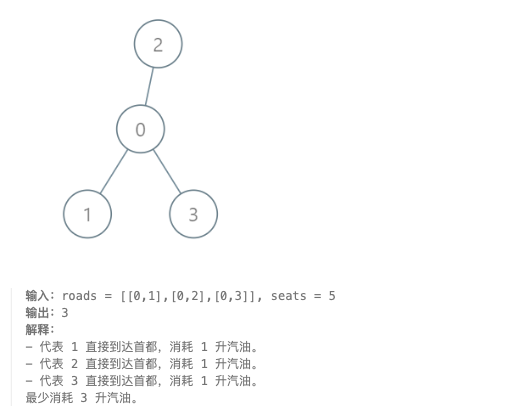 2
0
1
3
输入：roads = [[0,1],[0,2],[0,3]], seats = 5
输出：3
解释：
- 代表 1 直接到达首都，消耗 1 升汽油。
- 代表 2 直接到达首都，消耗 1 升汽油。
- 代表 3 直接到达首都，消耗 1 升汽油。
最少消耗 3 升汽油。